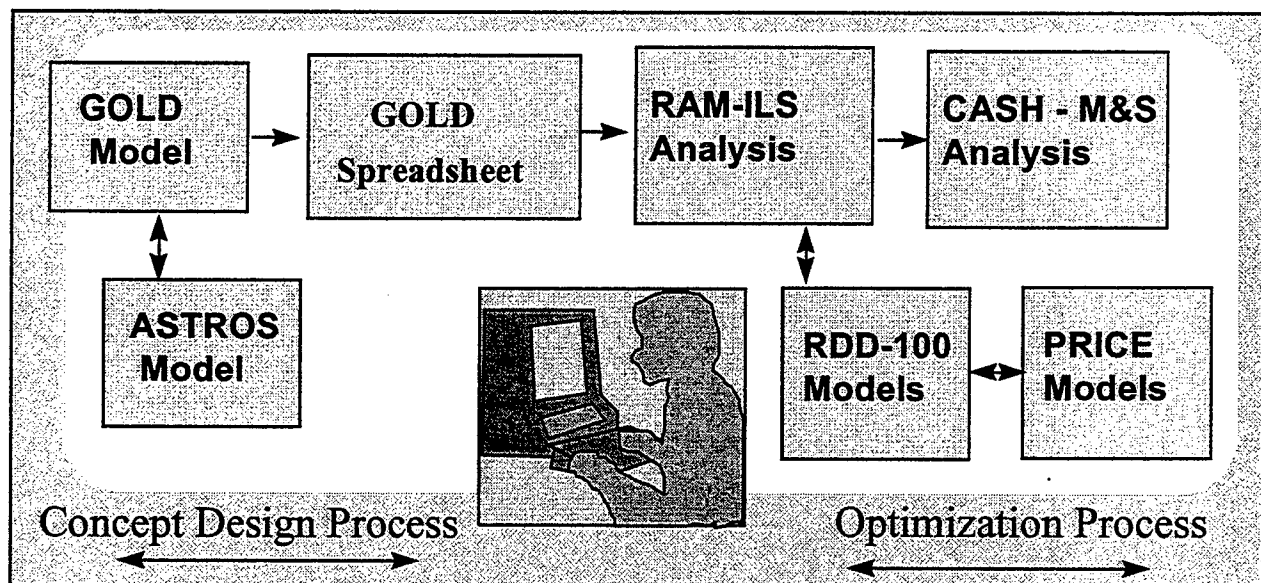 GOLD
Model
GOLD
Spreadsheet
RAM-ILS
Analysis
CASH - M&S
Analysis
ASTROS
Model
RDD-100
Models
PRICE
Models
Concept Design Process
Optimization Process